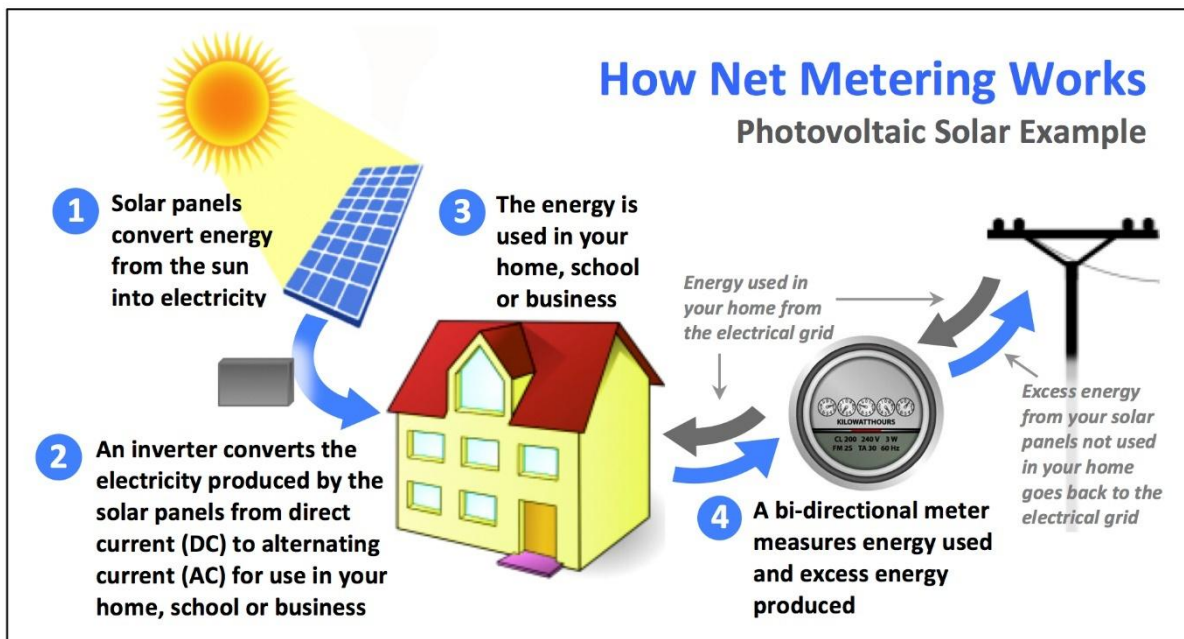 How Net Metering Works
Photovoltaic Solar Example
1
Solar panels
convert energy
from the sun
into electricity
2
An inverter converts the
electricity produced by the
solar panels from direct
current (DC) to alternating
current (AC) for use in your
home, school or business
3
The energy is
used in your
home, school
or business
Energy used in
your home from
the electrical grid
KILOWATTHOURS
CL 200 240 V 3 W
FM 25 TA 30 60 Hz
4
A bi-directional meter
measures energy used
and excess energy
produced
Excess energy
from your solar
panels not used
in your home
goes back to the
electrical grid